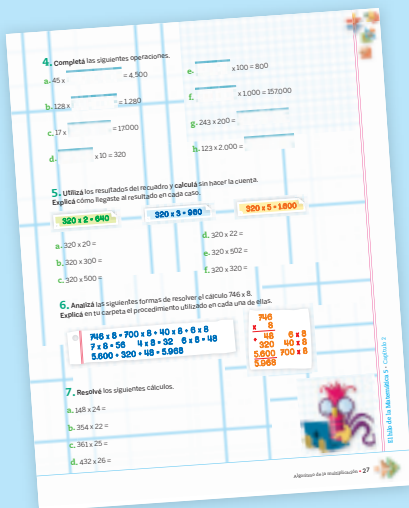 4. Completá las siguientes operaciones.
a. 45 x = 4.500
b. 128 x = 1.280
c. 17 x = 17.000
d. x 10 = 320
e. x 100 = 800
f. x 1.000 = 157.000
g. 243 x 200 =
h. 123 x 2.000 =
5. Utilizá los resultados del recuadro y calculá sin hacer la cuenta.
Explicá cómo llegaste al resultado en cada caso.
320 x 2 = 640
320 x 3 = 960
320 x 5 = 1.600
a. 320 x 20 =
b. 320 x 300 =
c. 320 x 500 =
d. 320 x 22 =
e. 320 x 502 =
f. 320 x 320 =
6. Analizá las siguientes formas de resolver el cálculo 746 x 8.
Explicá en tu carpeta el procedimiento utilizado en cada una de ellas.
746 x 8 = 700 x 8 + 40 x 8 + 6 x 8
7 x 8 = 56 4 x 8 = 32 6 x 8 = 48
5.600 + 320 + 48 = 5.968
746
x 8
+ 48 6 x 8
320 40 x 8
5.600 700 x 8
5.968
7. Resolvé los siguientes cálculos.
a. 148 x 24 =
b. 354 x 22 =
c. 361 x 25 =
d. 432 x 26 =
El libro de la Matemática 5 • Capítulo 2
Algoritmo de la multiplicación • 27